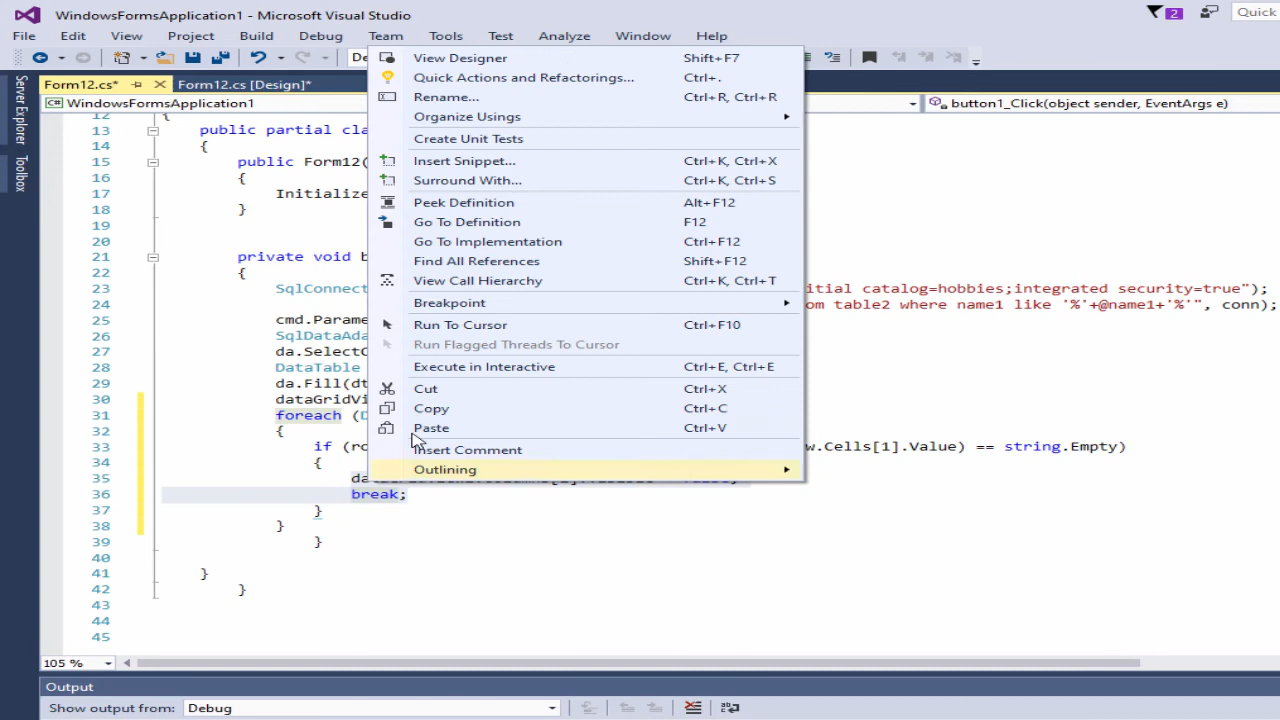 WindowsFormsApplication1 - Microsoft Visual Studio
2
Quick
File Edit View Project Build Debug Team Tools Test Analyze Window Help
Form12.cs* Form12.cs [Design]*
WindowsFormsApplication1 button1_Click(object sender, EventArgs e)
Server Explorer
Toolbox
12 {
13 public partial cla
14 {
15 public Form12(
16 {
17 Initialize
18 }
19
20
21 private void b
22 {
23 SqlConnect itial catalog=hobbies;integrated security=true");
24 om table2 where name1 like '%'+@name1+'%'", conn);
25 cmd.Parame
26 SqlDataAda
27 da.SelectC
28 DataTable
29 da.Fill(dt
30 dataGridVi
31 foreach (D
32 {
33 if (ro w.Cells[1].Value) == string.Empty)
34 {
35
36 break;
37 }
38 }
39 }
40
41 }
42 }
43
44
45
View Designer Shift+F7
Quick Actions and Refactorings... Ctrl+.
Rename... Ctrl+R, Ctrl+R
Organize Usings
Create Unit Tests
Insert Snippet... Ctrl+K, Ctrl+X
Surround With... Ctrl+K, Ctrl+S
Peek Definition Alt+F12
Go To Definition F12
Go To Implementation Ctrl+F12
Find All References Shift+F12
View Call Hierarchy Ctrl+K, Ctrl+T
Breakpoint
Run To Cursor Ctrl+F10
Run Flagged Threads To Cursor
Execute in Interactive Ctrl+E, Ctrl+E
Cut Ctrl+X
Copy Ctrl+C
Paste Ctrl+V
Insert Comment
Outlining
105 %
Output
Show output from: Debug